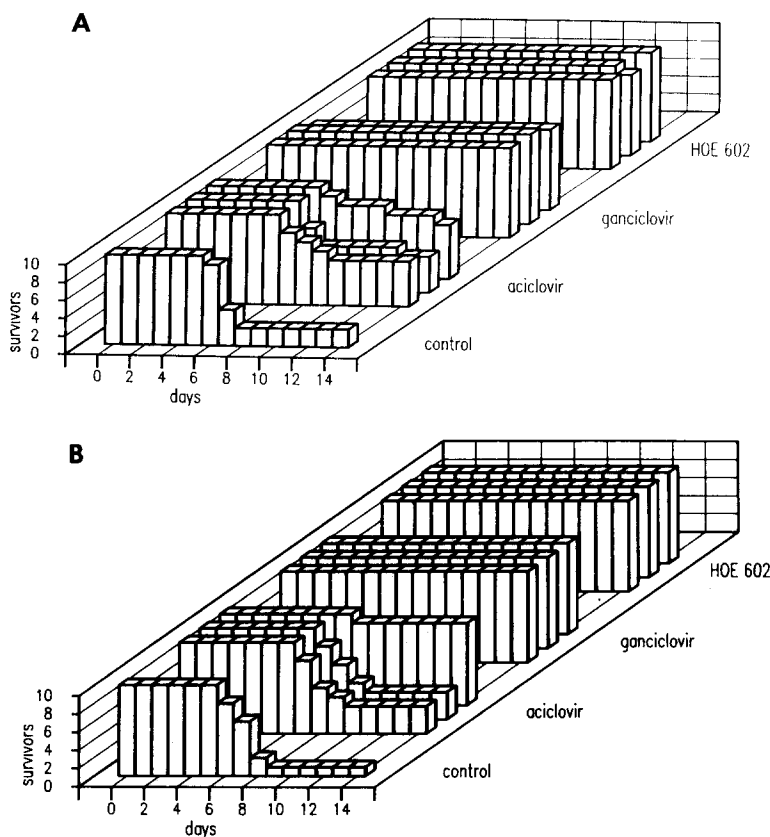 A
HOE 602
ganciclovir
aciclovir
control
survivors
10
8
6
4
2
0
0 2 4 6 8 10 12 14
days
B
HOE 602
ganciclovir
aciclovir
control
survivors
10
8
6
4
2
0
0 2 4 6 8 10 12 14
days